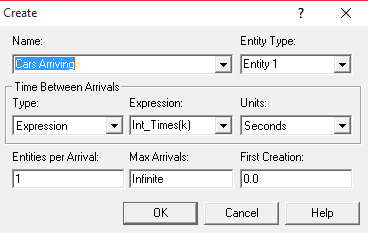 Create
Name: Entity Type:
Cars Arriving Entity 1
Time Between Arrivals
Type: Expression: Units:
Expression Int_Times(k) Seconds
Entities per Arrival: Max Arrivals: First Creation:
1 Infinite 0.0
OK Cancel Help